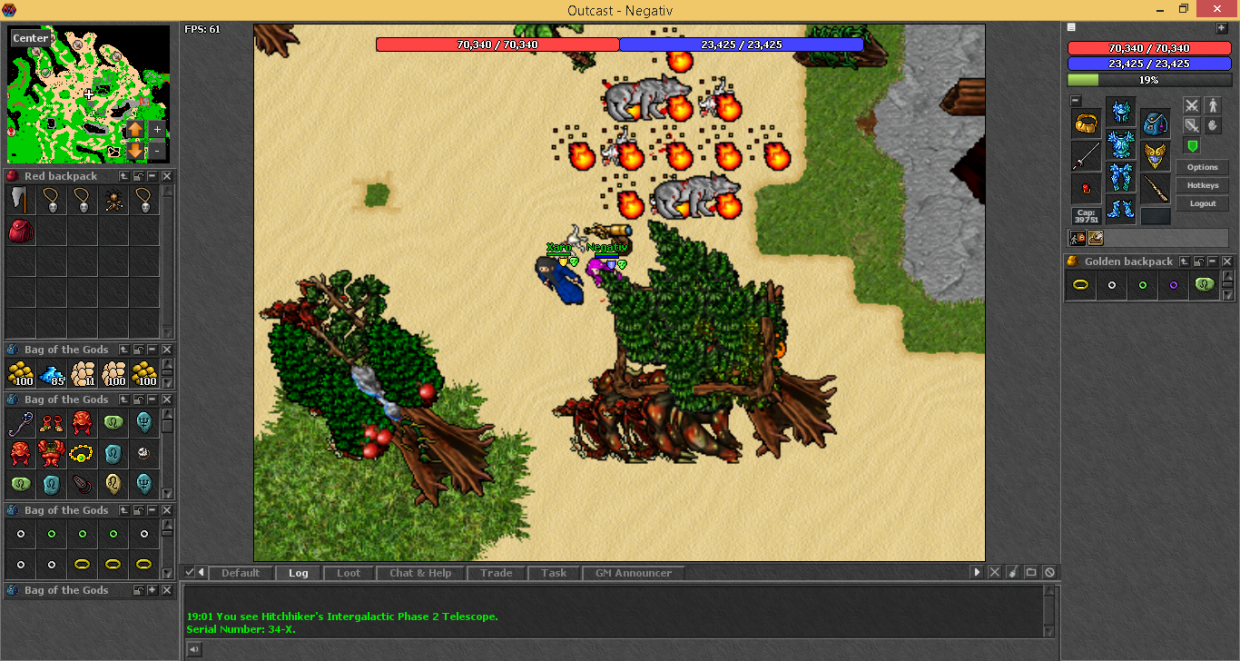 Outcast - Negativ
Center
+
-
FPS: 61
70,340 / 70,340
23,425 / 23,425
70,340 / 70,340
23,425 / 23,425
19%
Options
Hotkeys
Logout
Cap:
39751
Red backpack
Golden backpack
Xaro
Negativ
Bag of the Gods
100
85
11
100
100
Bag of the Gods
Bag of the Gods
Bag of the Gods
Default
Log
Loot
Chat & Help
Trade
Task
GM Announcer
19:01 You see Hitchhiker's Intergalactic Phase 2 Telescope.
Serial Number: 34-X.